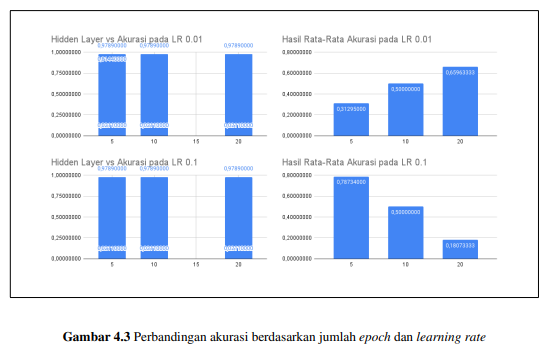 Hidden Layer vs Akurasi pada LR 0.01
0,97890000 0,97890000 0,97890000
1,00000000
0,75000000
0,50000000
0,25000000
0,00000000
5 10 15 20
Hasil Rata-Rata Akurasi pada LR 0.01
0,80000000
0,60000000
0,40000000
0,20000000
0,00000000
0,31295000
0,50000000
0,65963333
5 10 20
Hidden Layer vs Akurasi pada LR 0.1
0,97890000 0,97890000 0,97890000
1,00000000
0,75000000
0,50000000
0,25000000
0,00000000
5 10 15 20
Hasil Rata-Rata Akurasi pada LR 0.1
0,80000000
0,60000000
0,40000000
0,20000000
0,00000000
0,78734000
0,50000000
0,18073333
5 10 20
Gambar 4.3 Perbandingan akurasi berdasarkan jumlah epoch dan learning rate